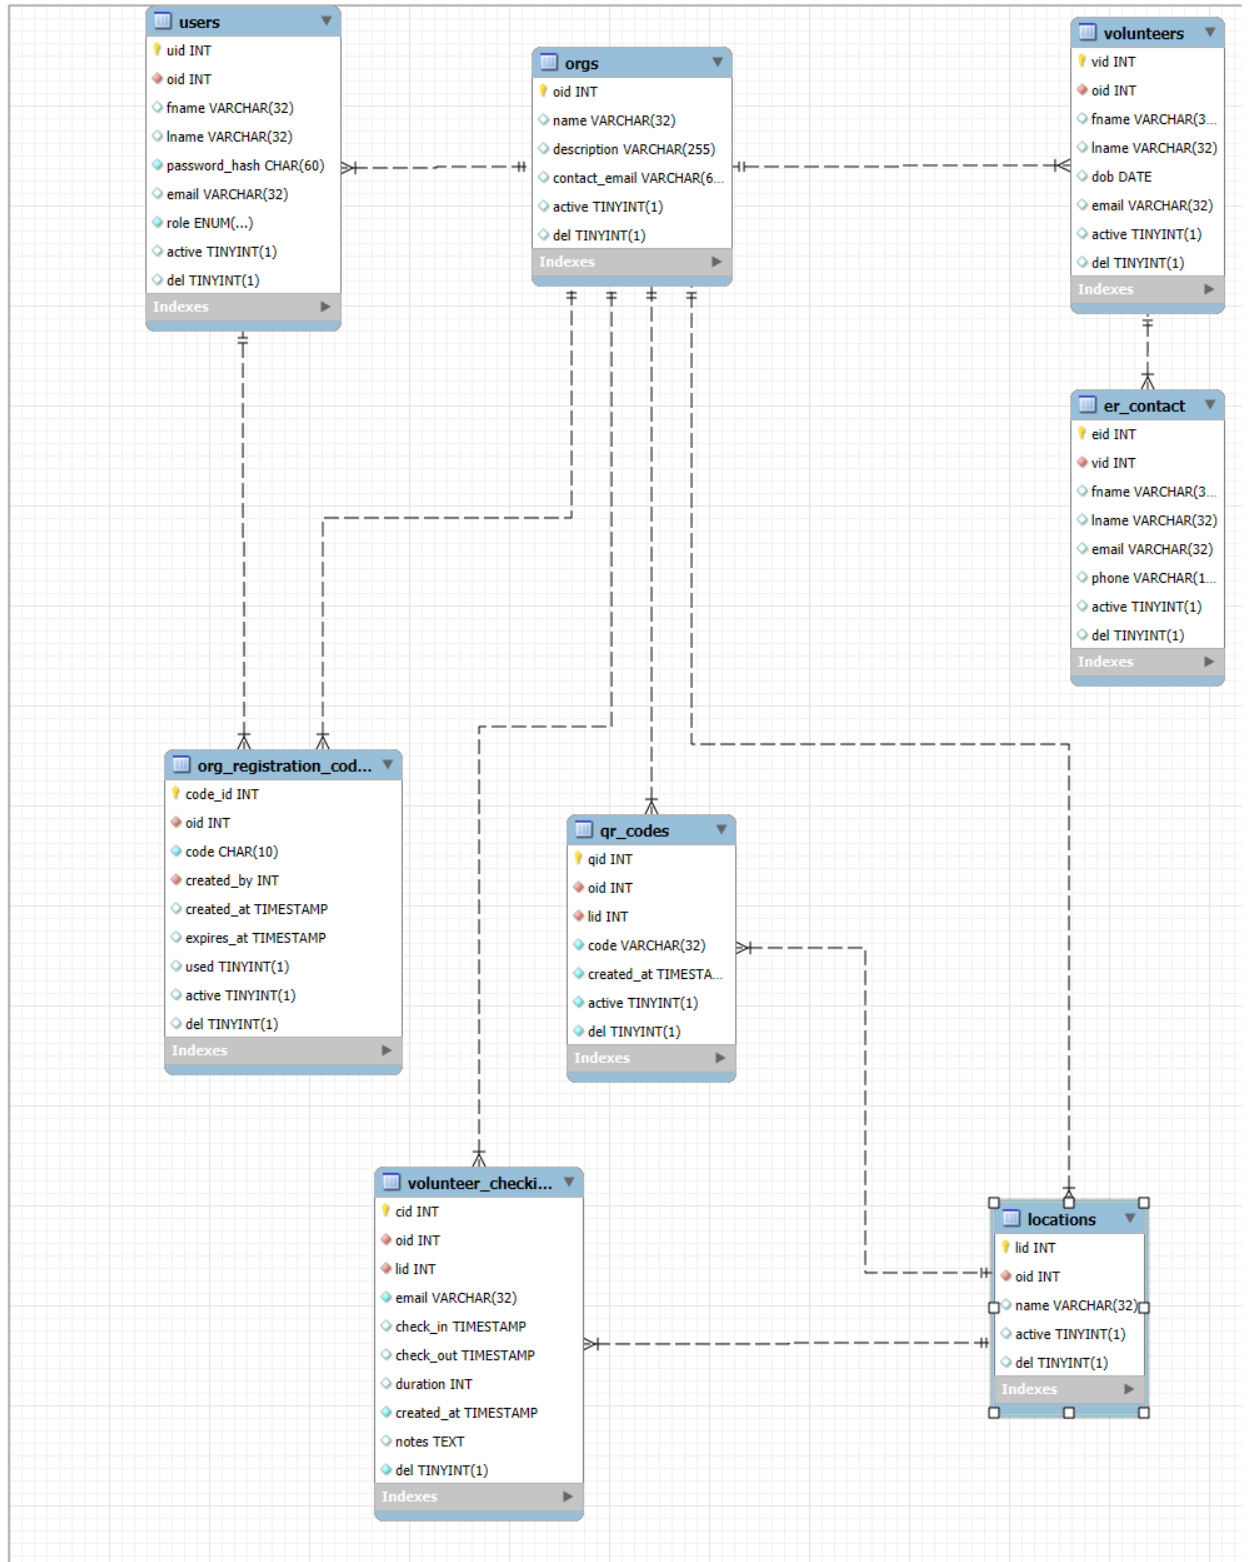 users
uid INT
oid INT
fname VARCHAR(32)
lname VARCHAR(32)
password_hash CHAR(60)
email VARCHAR(32)
role ENUM(...)
active TINYINT(1)
del TINYINT(1)
Indexes
orgs
oid INT
name VARCHAR(32)
description VARCHAR(255)
contact_email VARCHAR(6...
active TINYINT(1)
del TINYINT(1)
Indexes
volunteers
vid INT
oid INT
fname VARCHAR(3...
lname VARCHAR(32)
dob DATE
email VARCHAR(32)
active TINYINT(1)
del TINYINT(1)
Indexes
er_contact
eid INT
vid INT
fname VARCHAR(3...
lname VARCHAR(32)
email VARCHAR(32)
phone VARCHAR(1...
active TINYINT(1)
del TINYINT(1)
Indexes
org_registration_cod...
code_id INT
oid INT
code CHAR(10)
created_by INT
created_at TIMESTAMP
expires_at TIMESTAMP
used TINYINT(1)
active TINYINT(1)
del TINYINT(1)
Indexes
qr_codes
qid INT
oid INT
lid INT
code VARCHAR(32)
created_at TIMESTA...
active TINYINT(1)
del TINYINT(1)
Indexes
volunteer_checki...
cid INT
oid INT
lid INT
email VARCHAR(32)
check_in TIMESTAMP
check_out TIMESTAMP
duration INT
created_at TIMESTAMP
notes TEXT
del TINYINT(1)
Indexes
locations
lid INT
oid INT
name VARCHAR(32)
active TINYINT(1)
del TINYINT(1)
Indexes